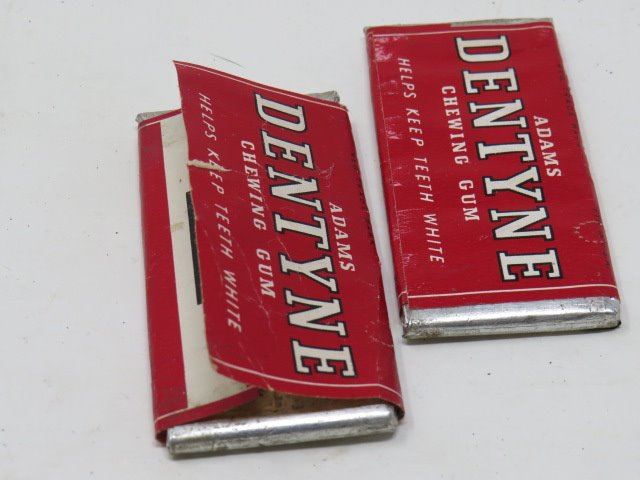 ADAMS
DENTYNE
CHEWING GUM
HELPS KEEP TEETH WHITE
ADAMS
DENTYNE
CHEWING GUM
HELPS KEEP TEETH WHITE